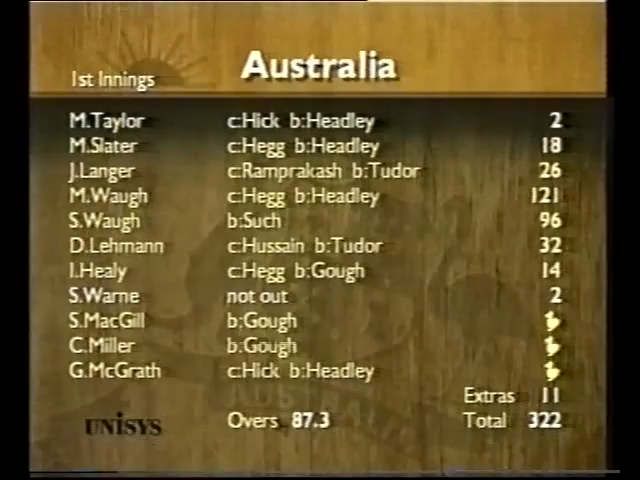 Australia
1st Innings
M.Taylor c:Hick b:Headley 2
M.Slater c:Hegg b:Headley 18
J.Langer c:Ramprakash b:Tudor 26
M.Waugh c:Hegg b:Headley 121
S.Waugh b:Such 96
D.Lehmann c:Hussain b:Tudor 32
I.Healy c:Hegg b:Gough 14
S.Warne not out 2
S.MacGill b:Gough
C.Miller b:Gough
G.McGrath c:Hick b:Headley
Extras 11
UNiSYS Overs 87.3 Total 322
AUSTRALIA